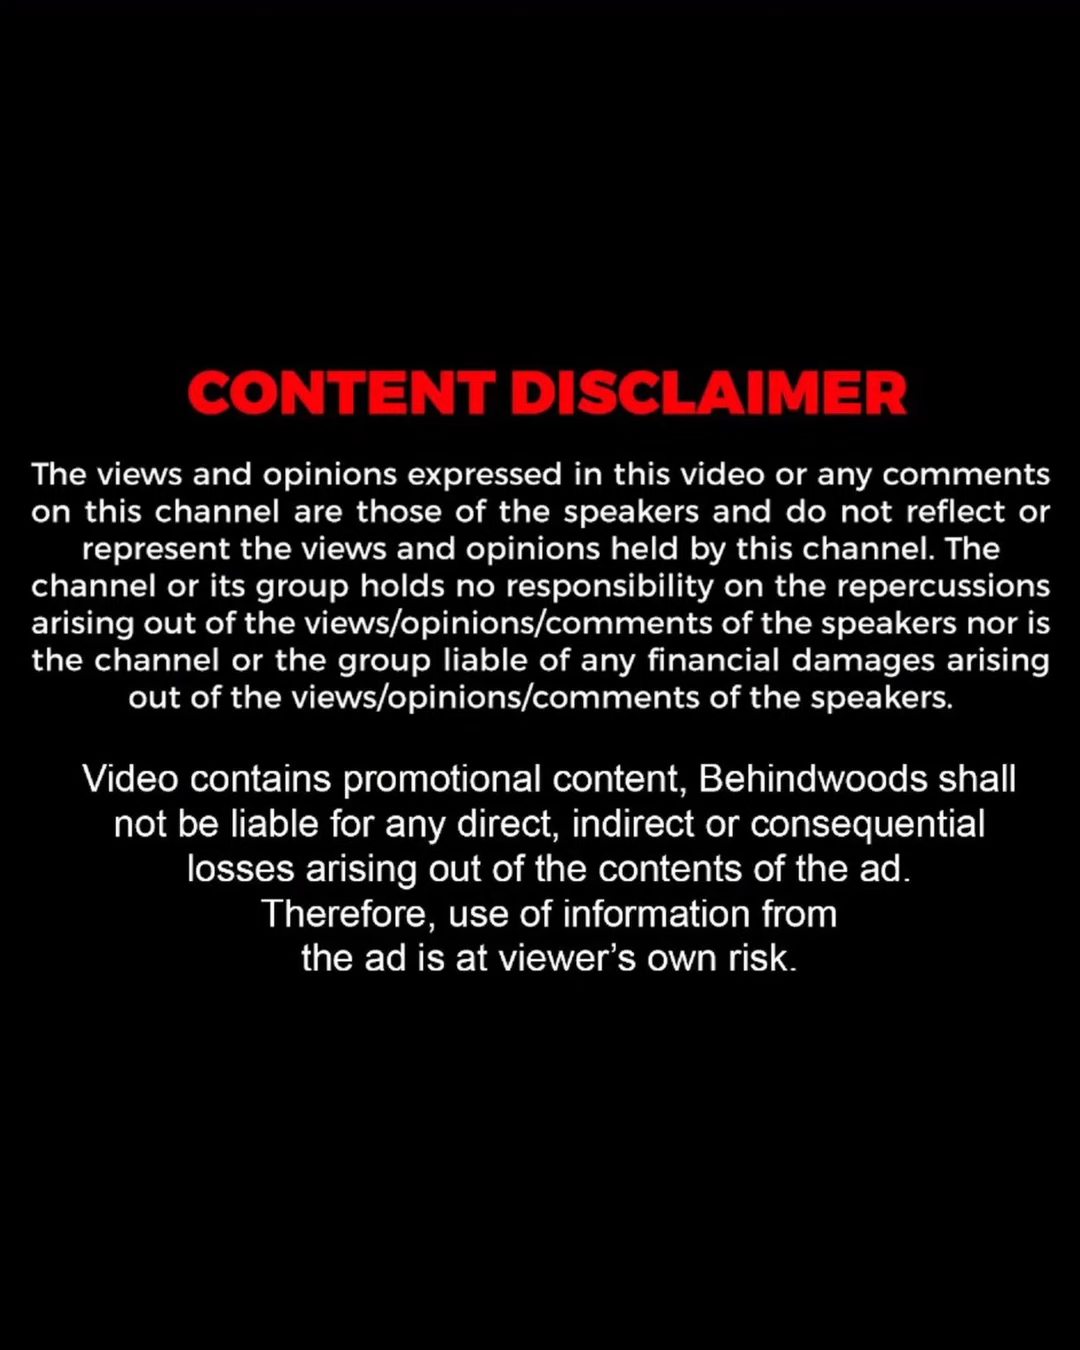 CONTENT DISCLAIMER
The views and opinions expressed in this video or any comments
on this channel are those of the speakers and do not reflect or
represent the views and opinions held by this channel. The
channel or its group holds no responsibility on the repercussions
arising out of the views/opinions/comments of the speakers nor is
the channel or the group liable of any financial damages arising
out of the views/opinions/comments of the speakers.
Video contains promotional content, Behindwoods shall
not be liable for any direct, indirect or consequential
losses arising out of the contents of the ad.
Therefore, use of information from
the ad is at viewer’s own risk.